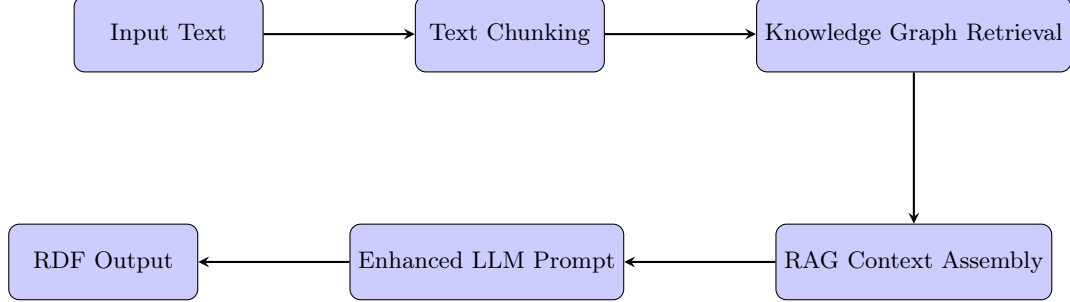 Input Text
Text Chunking
Knowledge Graph Retrieval
RAG Context Assembly
Enhanced LLM Prompt
RDF Output